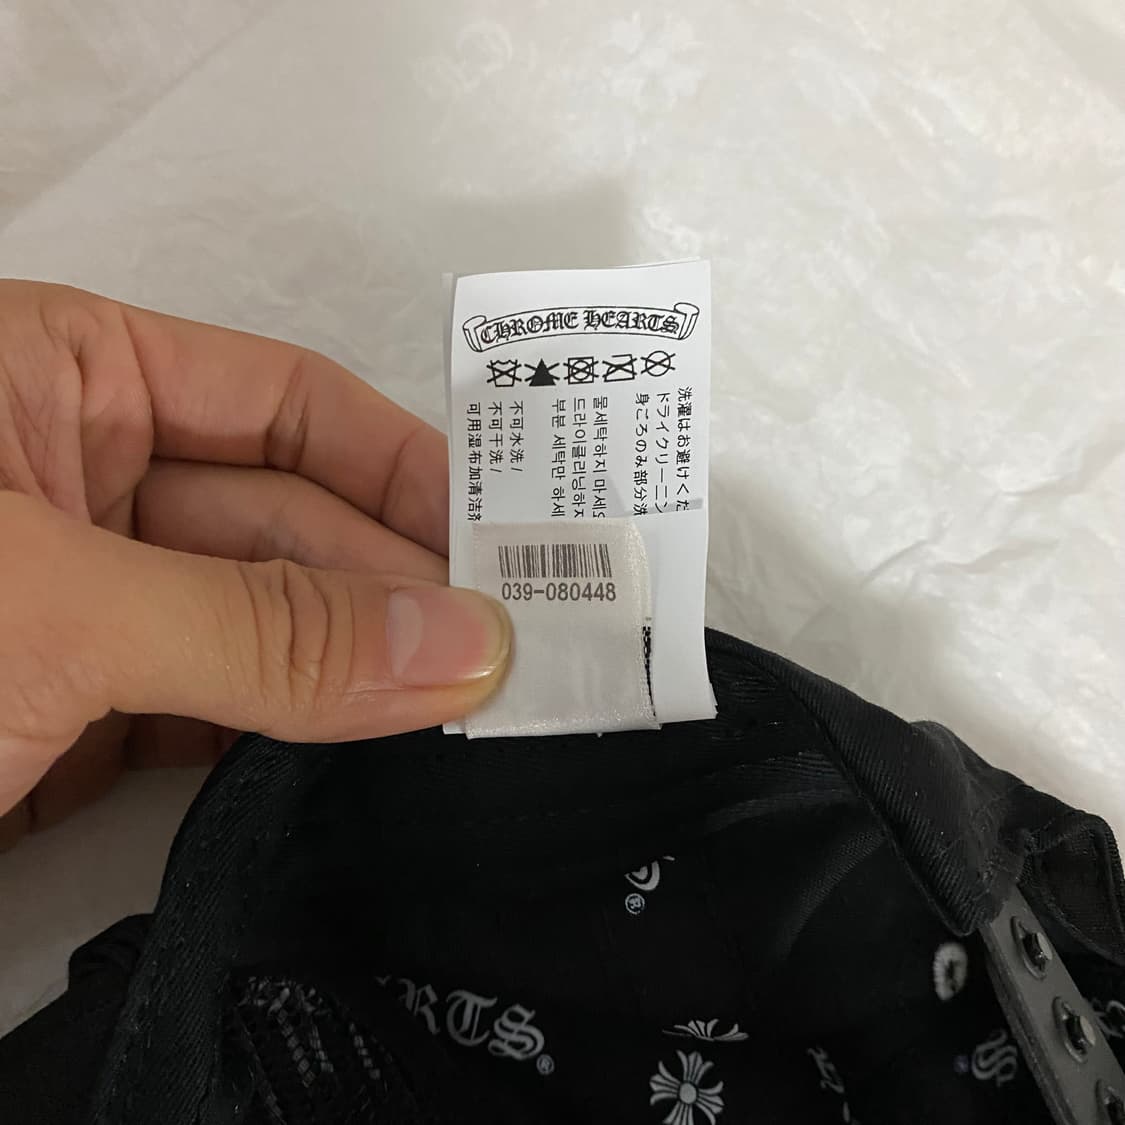 CHROME HEARTS
洗濯はお避けくだ
ドライクリーニン
身ごろのみ部分洗
물세탁하지 마세요
드라이클리닝하지
부분 세탁만 하세
不可水洗 /
不可干洗 /
可用湿布加清洁剂
039-080448
®
ARTS®